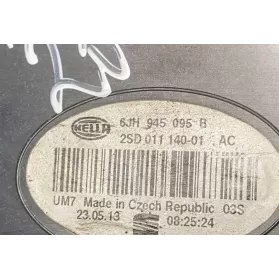 HELLA
6JH 945 095 B
2SD 011 140-01 AC
UM7 Made in Czech Republic 03S
23.05.13 08:25:24